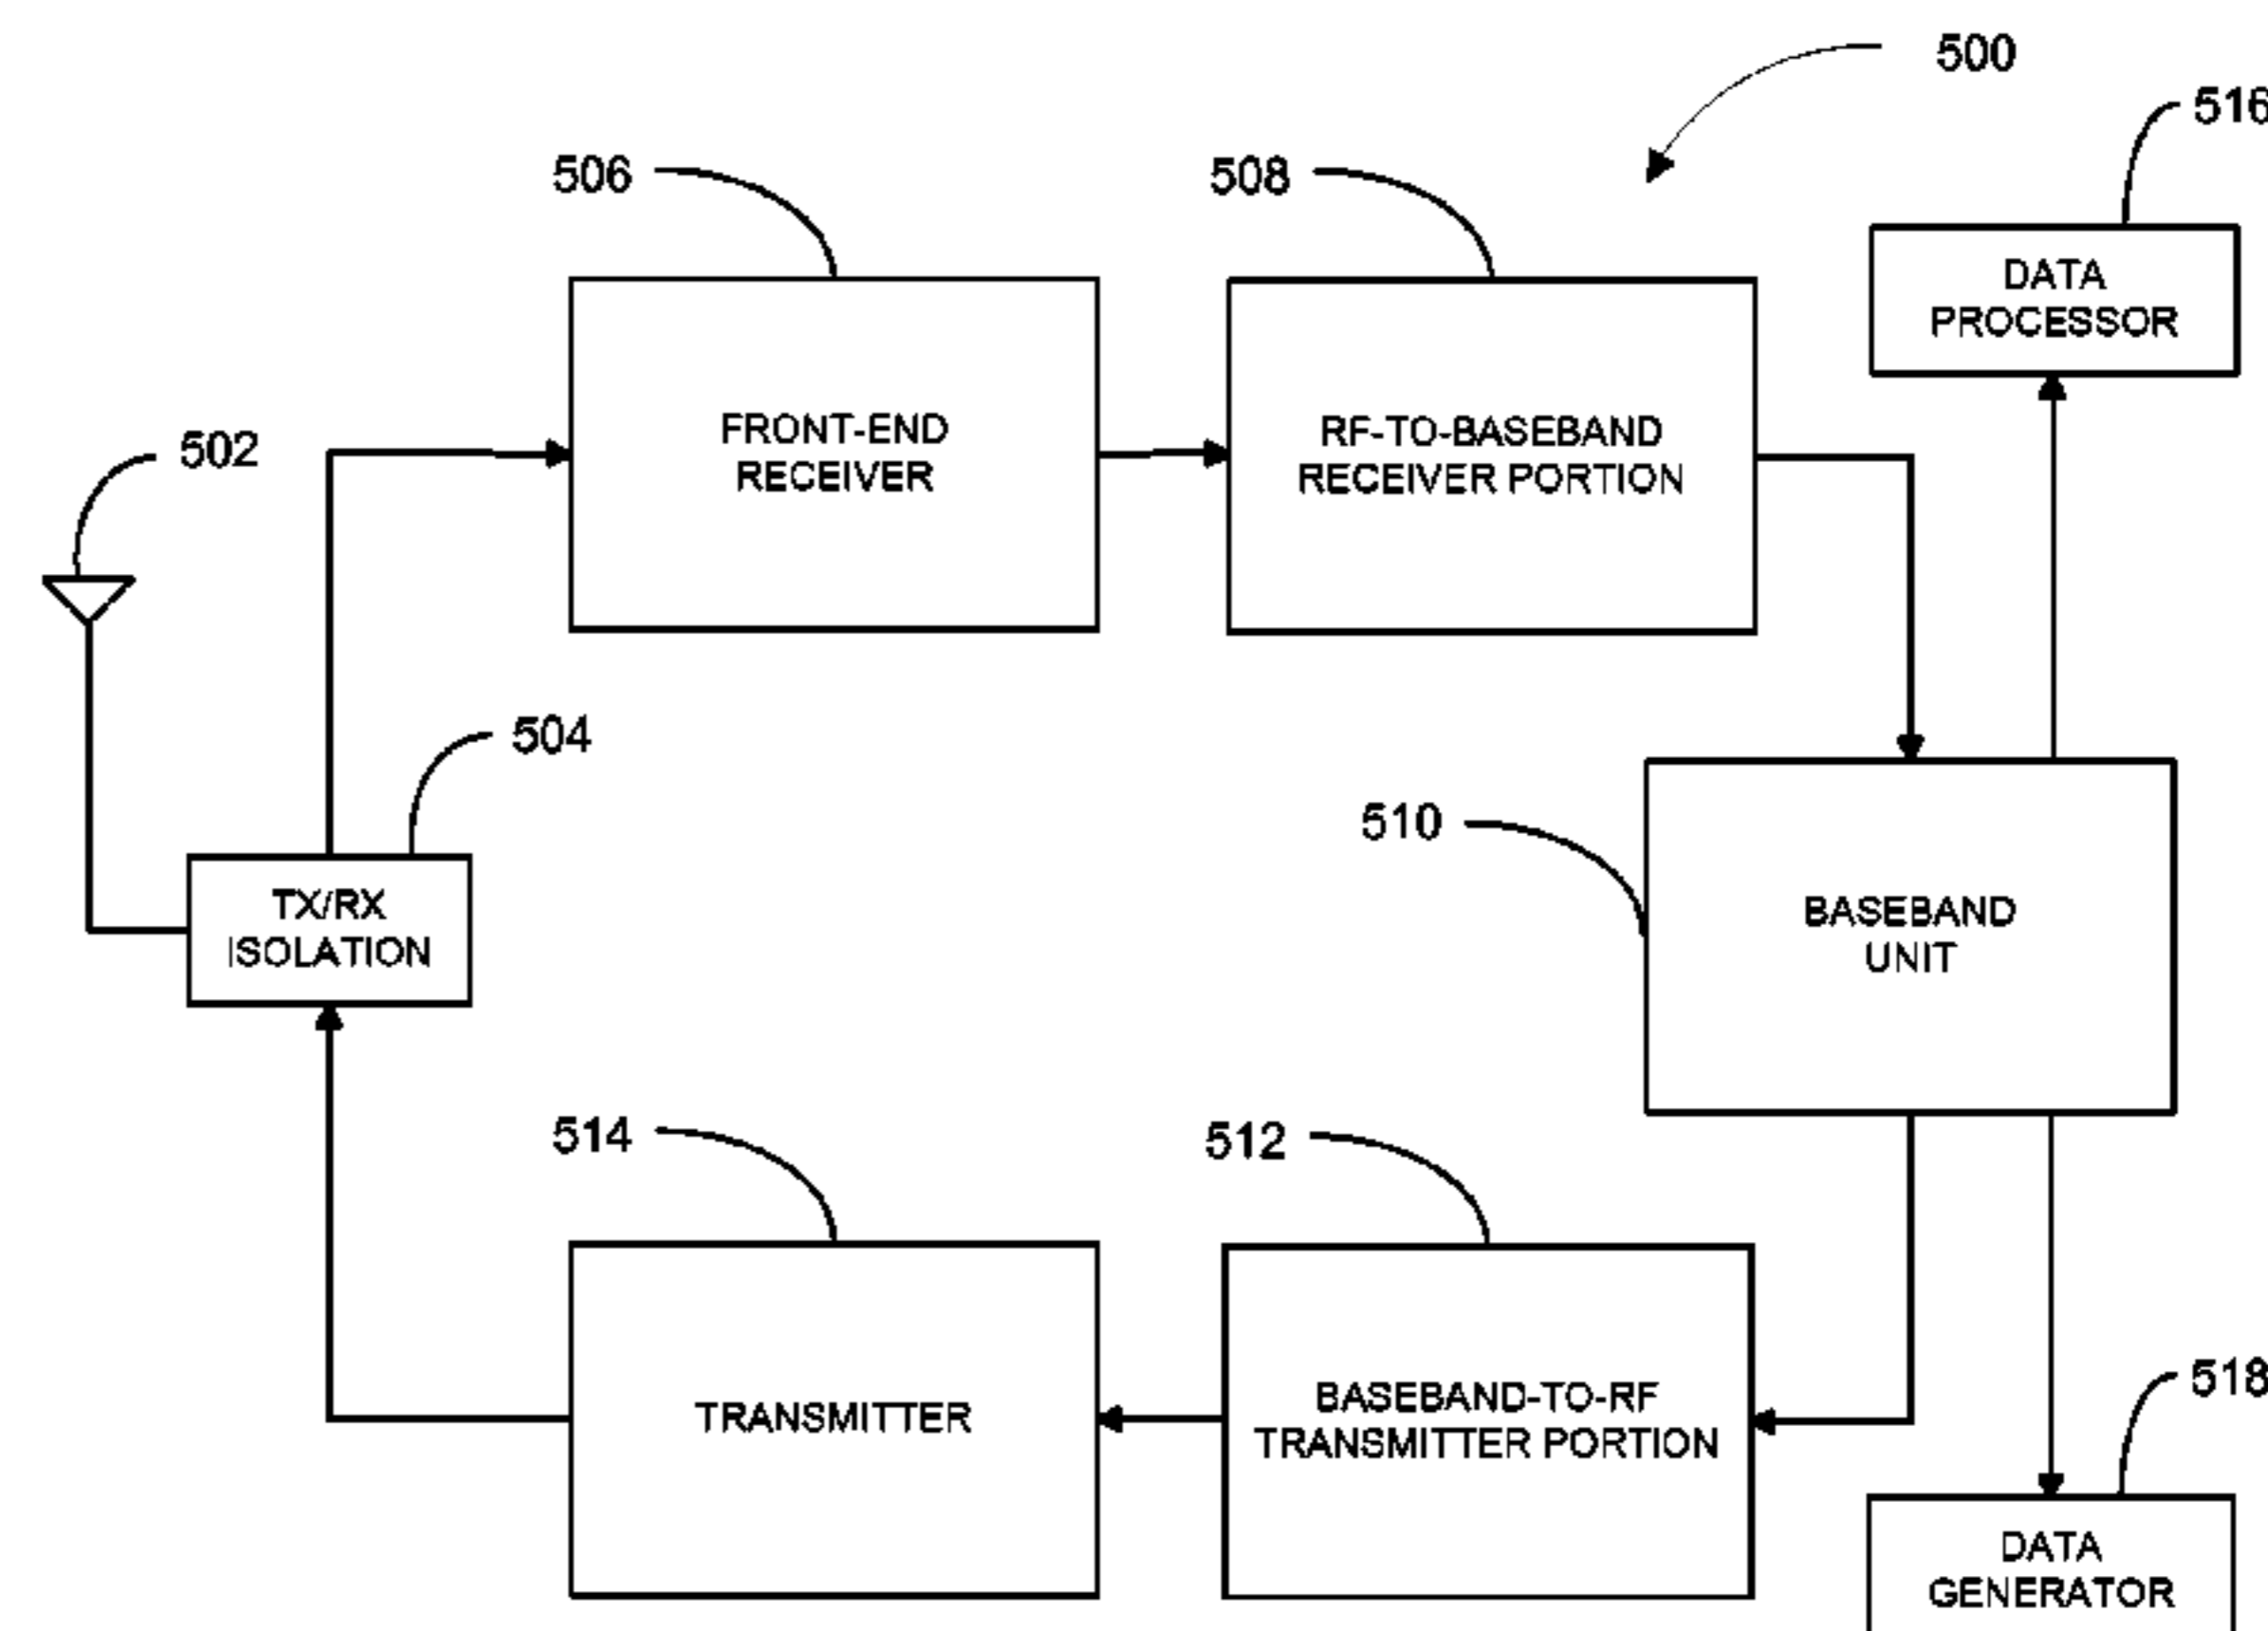 500
516
506
508
DATA
PROCESSOR
FRONT-END
RECEIVER
RF-TO-BASEBAND
RECEIVER PORTION
502
504
510
TX/RX
ISOLATION
BASEBAND
UNIT
514
512
518
TRANSMITTER
BASEBAND-TO-RF
TRANSMITTER PORTION
DATA
GENERATOR